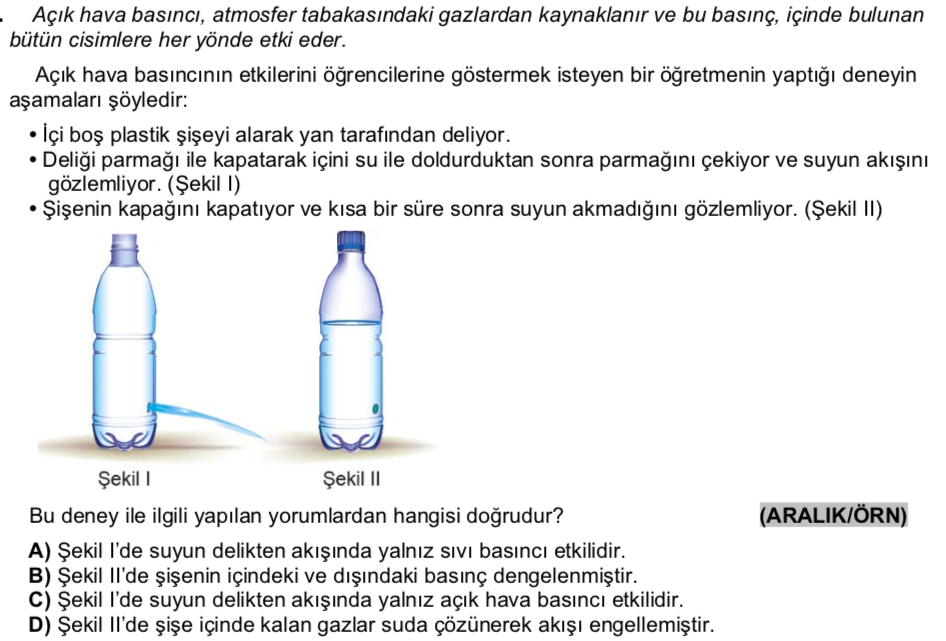 . Açık hava basıncı, atmosfer tabakasındaki gazlardan kaynaklanır ve bu basınç, içinde bulunan
bütün cisimlere her yönde etki eder.
Açık hava basıncının etkilerini öğrencilerine göstermek isteyen bir öğretmenin yaptığı deneyin
aşamaları şöyledir:
• İçi boş plastik şişeyi alarak yan tarafından deliyor.
• Deliği parmağı ile kapatarak içini su ile doldurduktan sonra parmağını çekiyor ve suyun akışını
gözlemliyor. (Şekil I)
• Şişenin kapağını kapatıyor ve kısa bir süre sonra suyun akmadığını gözlemliyor. (Şekil II)
Şekil I Şekil II
Bu deney ile ilgili yapılan yorumlardan hangisi doğrudur? (ARALIK/ÖRN)
A) Şekil I’de suyun delikten akışında yalnız sıvı basıncı etkilidir.
B) Şekil II’de şişenin içindeki ve dışındaki basınç dengelenmiştir.
C) Şekil I’de suyun delikten akışında yalnız açık hava basıncı etkilidir.
D) Şekil II’de şişe içinde kalan gazlar suda çözünerek akışı engellemiştir.